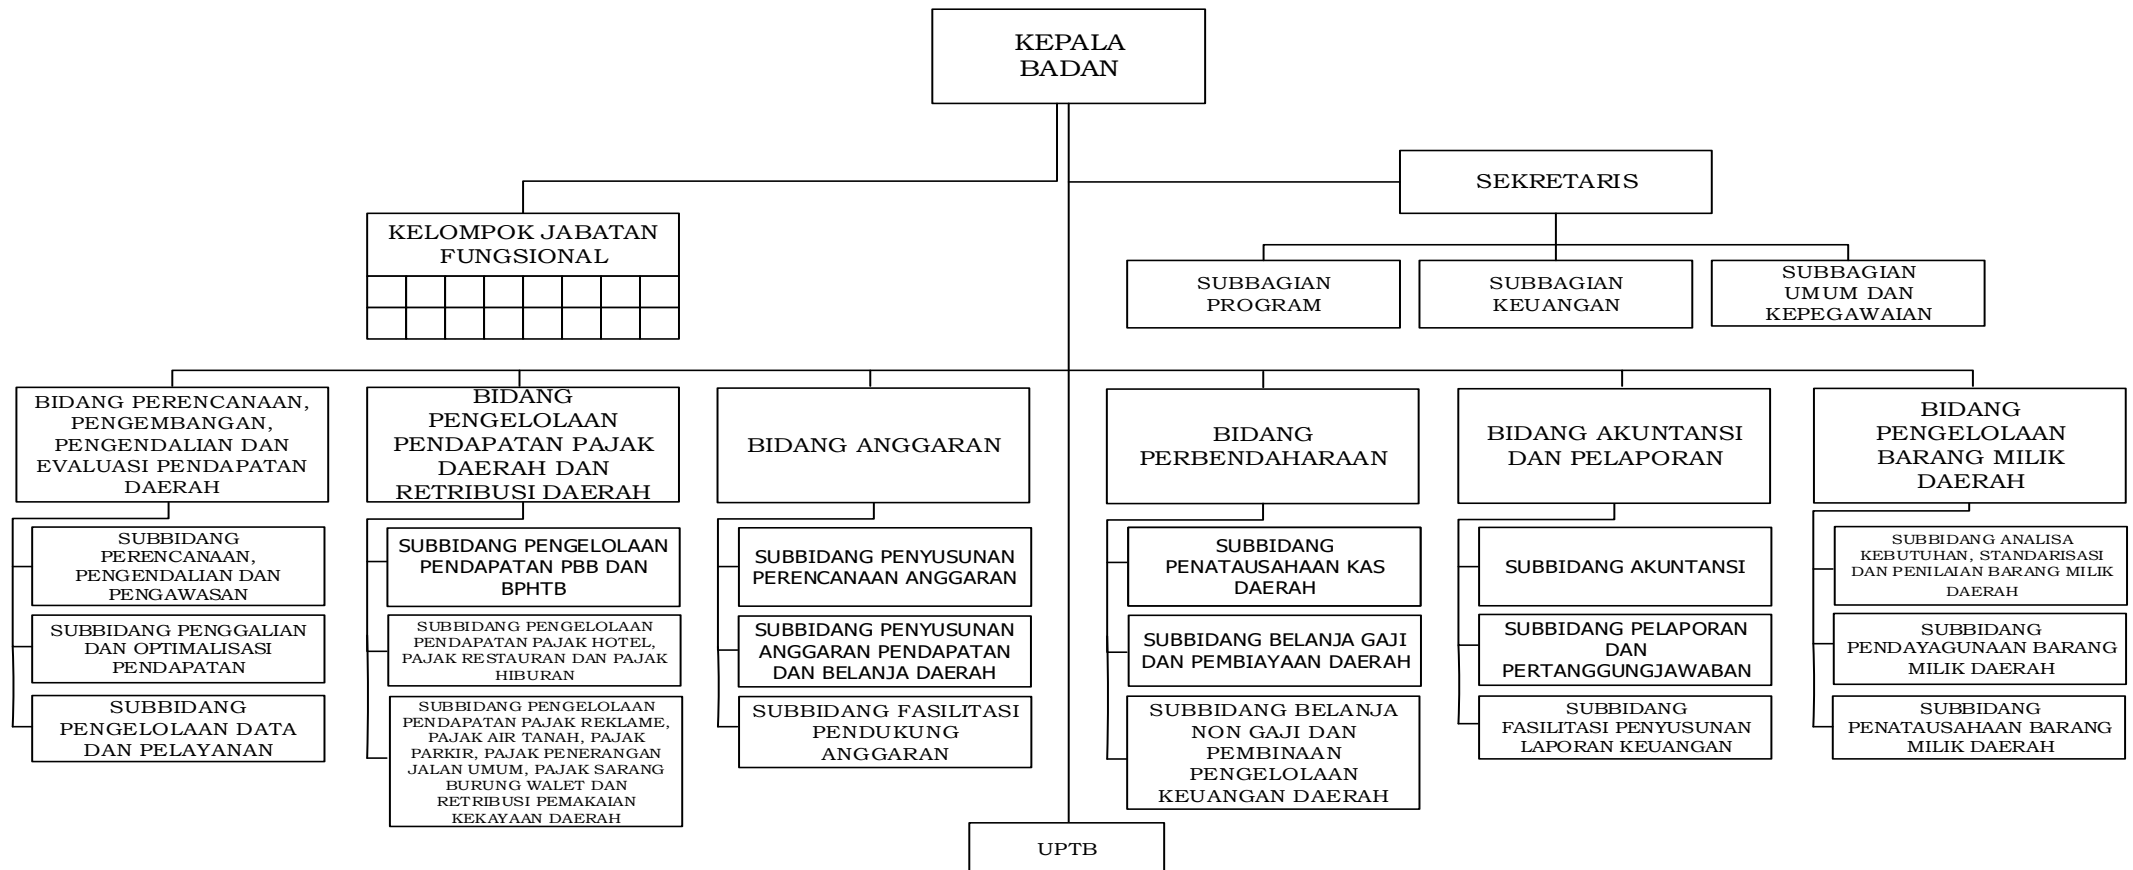 KEPALA
BADAN
SEKRETARIS
KELOMPOK JABATAN
FUNGSIONAL
SUBBAGIAN
PROGRAM
SUBBAGIAN
KEUANGAN
SUBBAGIAN
UMUM DAN
KEPEGAWAIAN
BIDANG PERENCANAAN,
PENGEMBANGAN,
PENGENDALIAN DAN
EVALUASI PENDAPATAN
DAERAH
BIDANG
PENGELOLAAN
PENDAPATAN PAJAK
DAERAH DAN
RETRIBUSI DAERAH
BIDANG ANGGARAN
BIDANG
PERBENDAHARAAN
BIDANG AKUNTANSI
DAN PELAPORAN
BIDANG
PENGELOLAAN
BARANG MILIK
DAERAH
SUBBIDANG
PERENCANAAN,
PENGENDALIAN DAN
PENGAWASAN
SUBBIDANG PENGELOLAAN
PENDAPATAN PBB DAN
BPHTB
SUBBIDANG PENYUSUNAN
PERENCANAAN ANGGARAN
SUBBIDANG
PENATAUSAHAAN KAS
DAERAH
SUBBIDANG AKUNTANSI
SUBBIDANG ANALISA
KEBUTUHAN, STANDARISASI
DAN PENILAIAN BARANG MILIK
DAERAH
SUBBIDANG PENGGALIAN
DAN OPTIMALISASI
PENDAPATAN
SUBBIDANG PENGELOLAAN
PENDAPATAN PAJAK HOTEL,
PAJAK RESTAURAN DAN PAJAK
HIBURAN
SUBBIDANG PENYUSUNAN
ANGGARAN PENDAPATAN
DAN BELANJA DAERAH
SUBBIDANG BELANJA GAJI
DAN PEMBIAYAAN DAERAH
SUBBIDANG PELAPORAN
DAN
PERTANGGUNGJAWABAN
SUBBIDANG
PENDAYAGUNAAN BARANG
MILIK DAERAH
SUBBIDANG
PENGELOLAAN DATA
DAN PELAYANAN
SUBBIDANG PENGELOLAAN
PENDAPATAN PAJAK REKLAME,
PAJAK AIR TANAH, PAJAK
PARKIR, PAJAK PENERANGAN
JALAN UMUM, PAJAK SARANG
BURUNG WALET DAN
RETRIBUSI PEMAKAIAN
KEKAYAAN DAERAH
SUBBIDANG FASILITASI
PENDUKUNG
ANGGARAN
SUBBIDANG BELANJA
NON GAJI DAN
PEMBINAAN
PENGELOLAAN
KEUANGAN DAERAH
SUBBIDANG
FASILITASI PENYUSUNAN
LAPORAN KEUANGAN
SUBBIDANG
PENATAUSAHAAN BARANG
MILIK DAERAH
UPTB